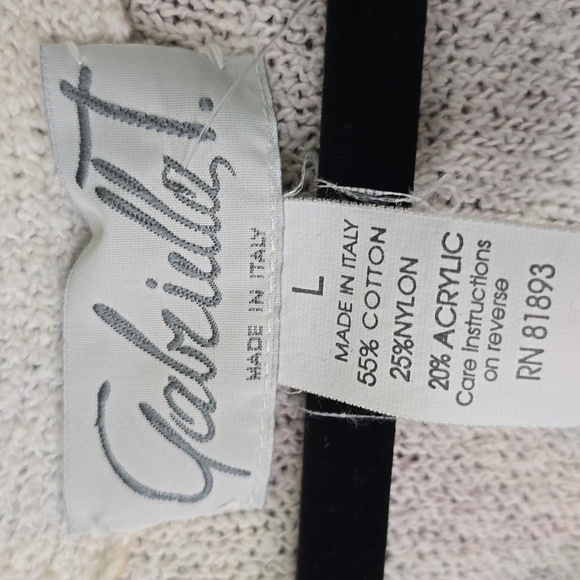 Gabriella T.
MADE IN ITALY
L
MADE IN ITALY
55% COTTON
25%NYLON
20% ACRYLIC
Care Instructions
on reverse
RN 81893